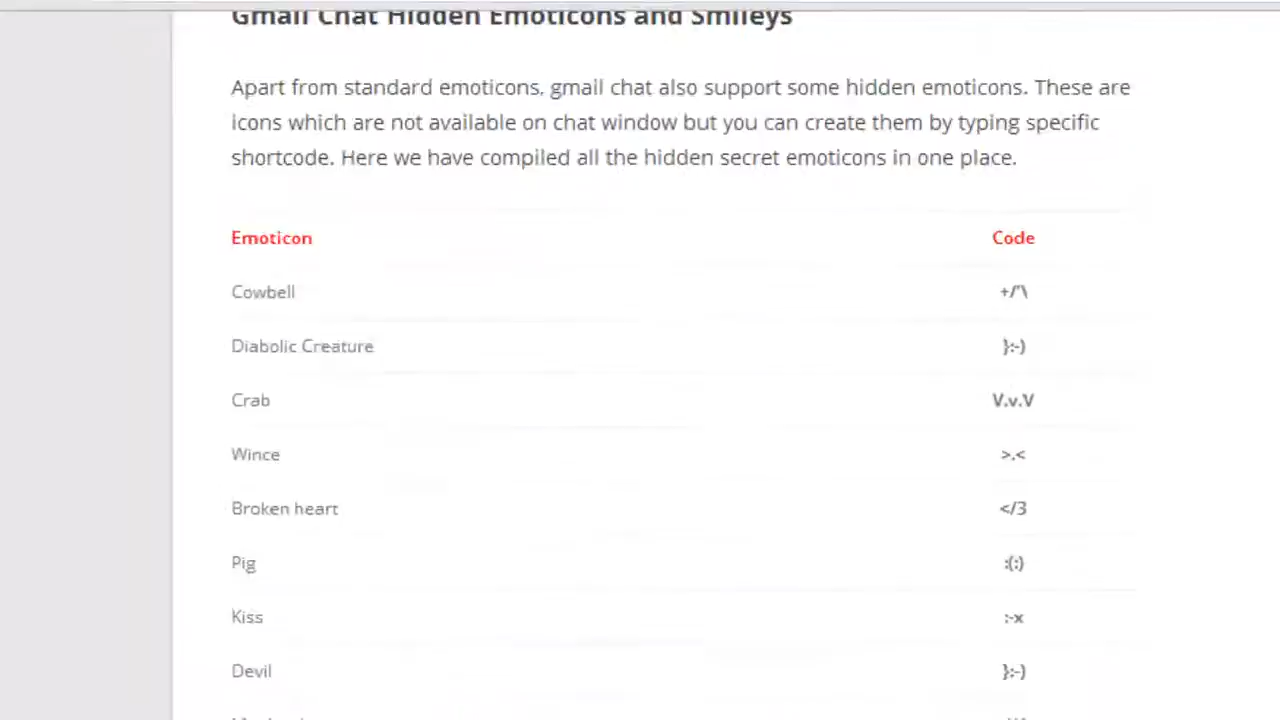 Gmail Chat Hidden Emoticons and Smileys
Apart from standard emoticons, gmail chat also support some hidden emoticons. These are
icons which are not available on chat window but you can create them by typing specific
shortcode. Here we have compiled all the hidden secret emoticons in one place.
Emoticon Code
Cowbell +/'\
Diabolic Creature }:-)
Crab V.v.V
Wince >.<
Broken heart </3
Pig :(:)
Kiss :-x
Devil }:-)